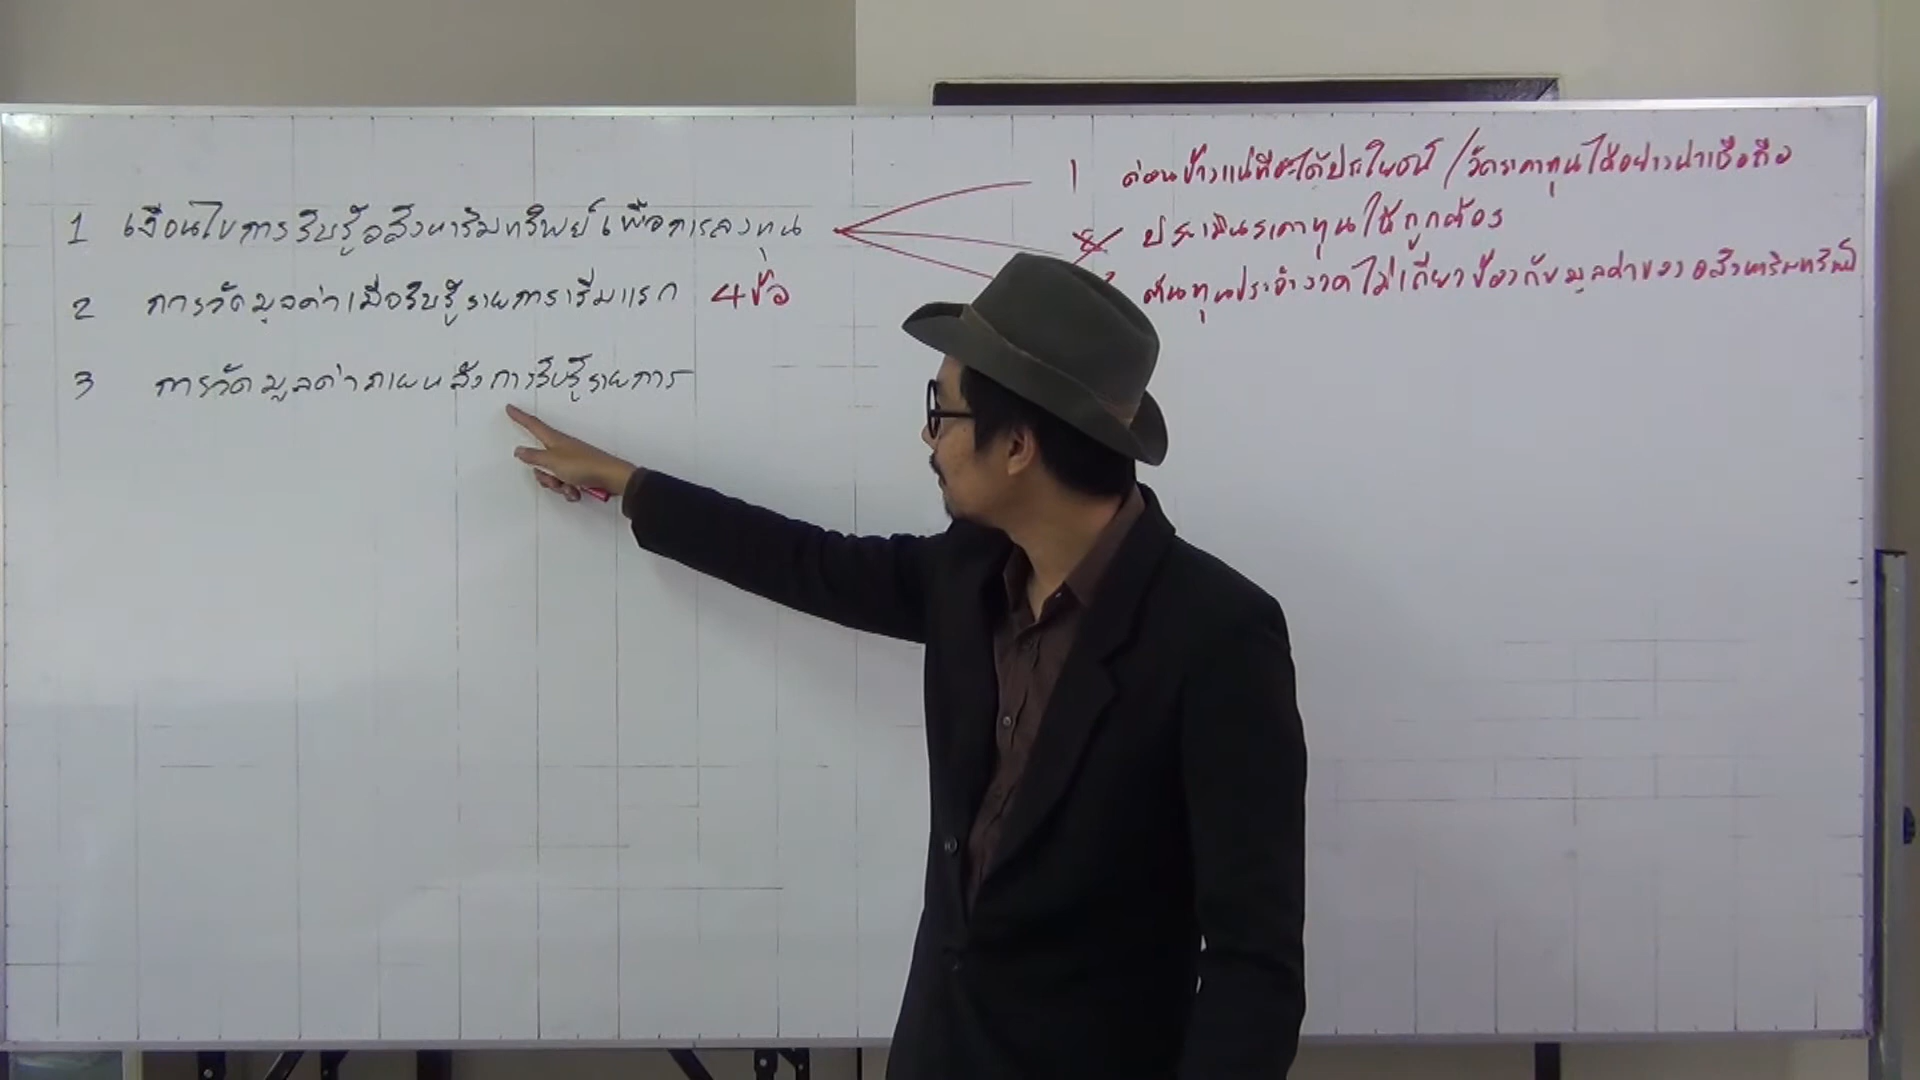 1 เงื่อนไขการรับรู้อสังหาริมทรัพย์เพื่อการลงทุน
2 การวัดมูลค่าเมื่อรับรู้รายการเริ่มแรก 4 ข้อ
3 การวัดมูลค่าภายหลังการรับรู้รายการ
1 ค่อนข้างแน่ที่จะได้ประโยชน์ / วัดราคาทุนได้อย่างน่าเชื่อถือ
ประเมินราคาทุนให้ถูกต้อง
ต้นทุนประจำงวดไม่เกี่ยวข้องกับมูลค่าของอสังหาริมทรัพย์